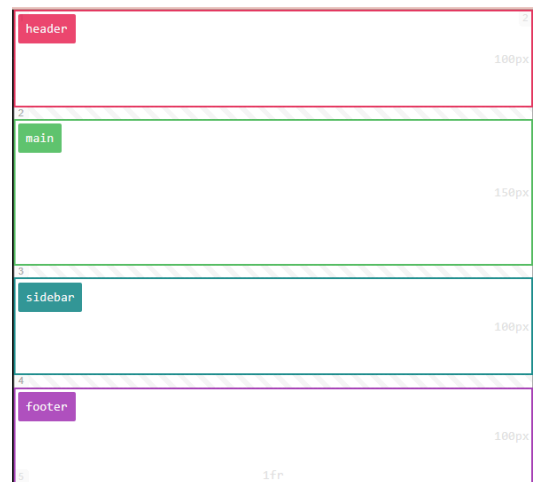 header
2
100px
2
main
150px
3
sidebar
100px
4
footer
100px
5
1fr